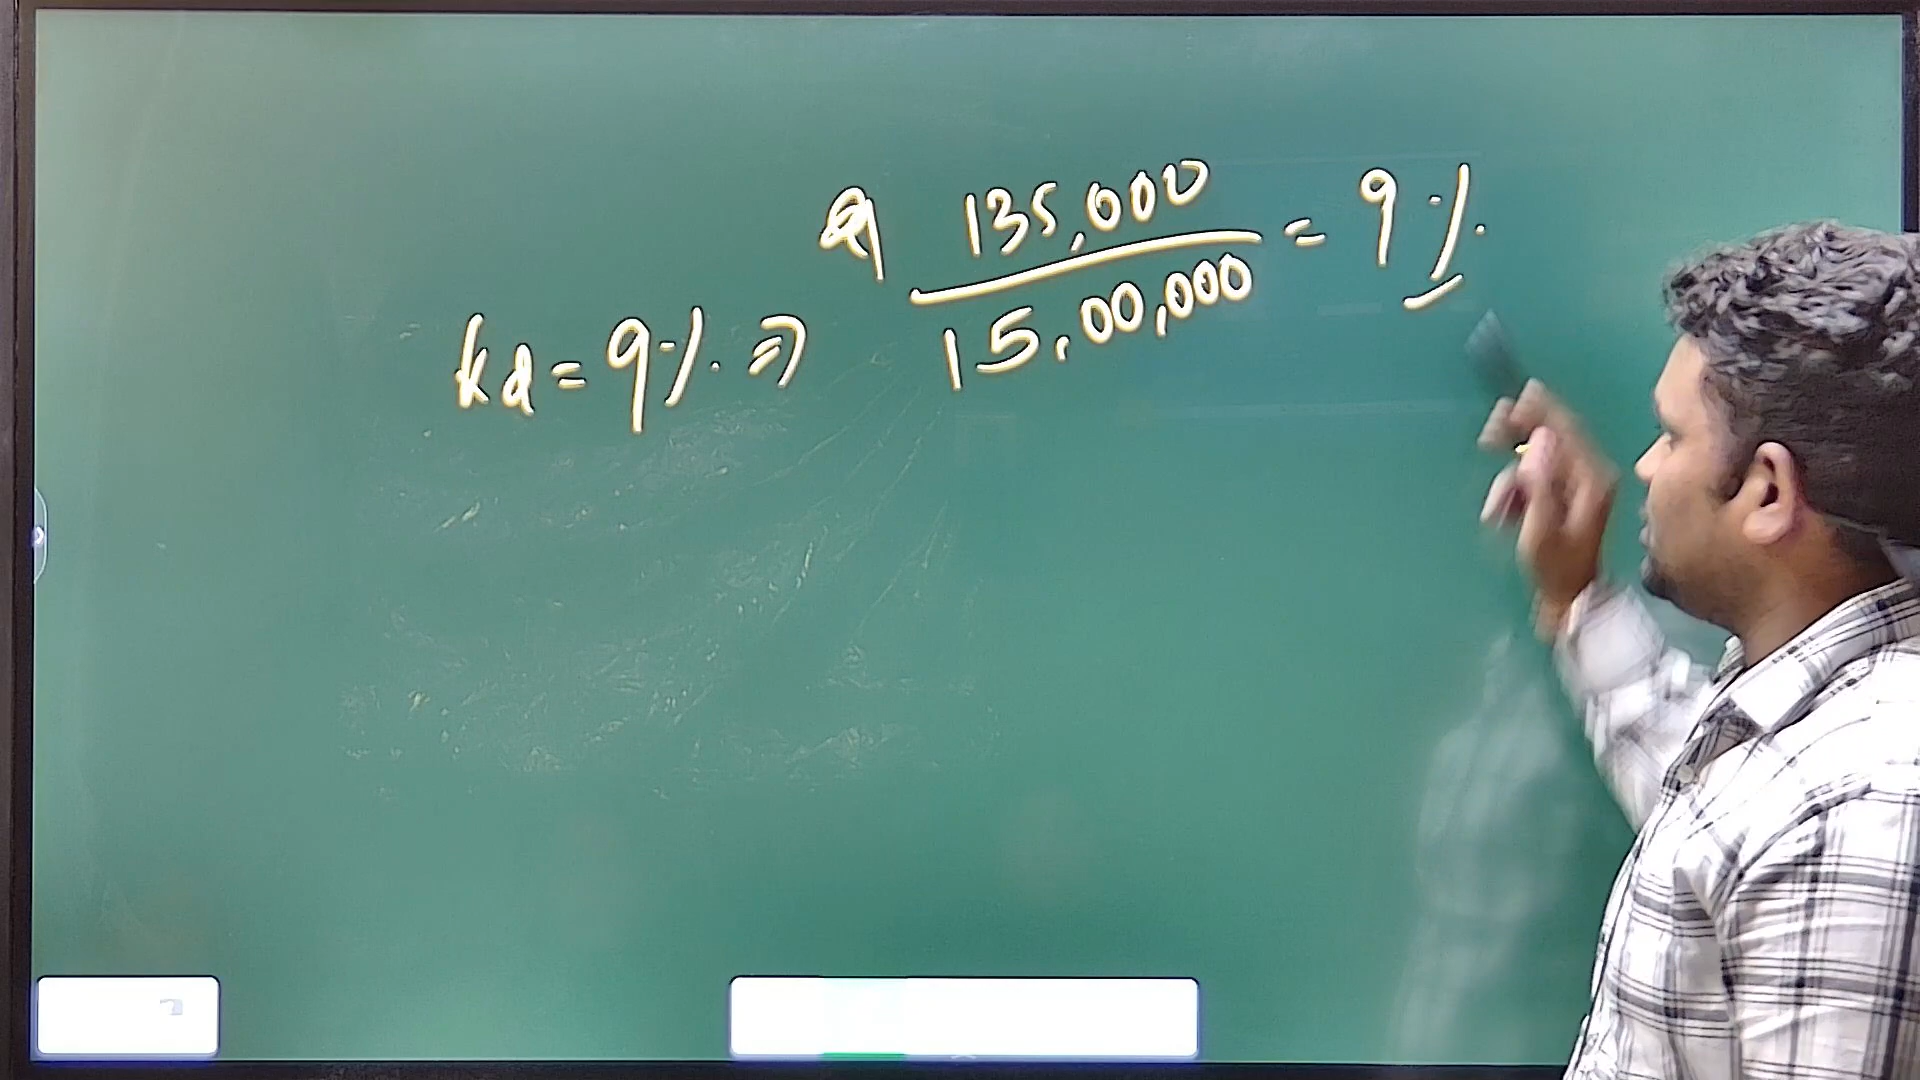 135,000
15,00,000 = 9%
kd = 9% ⇒